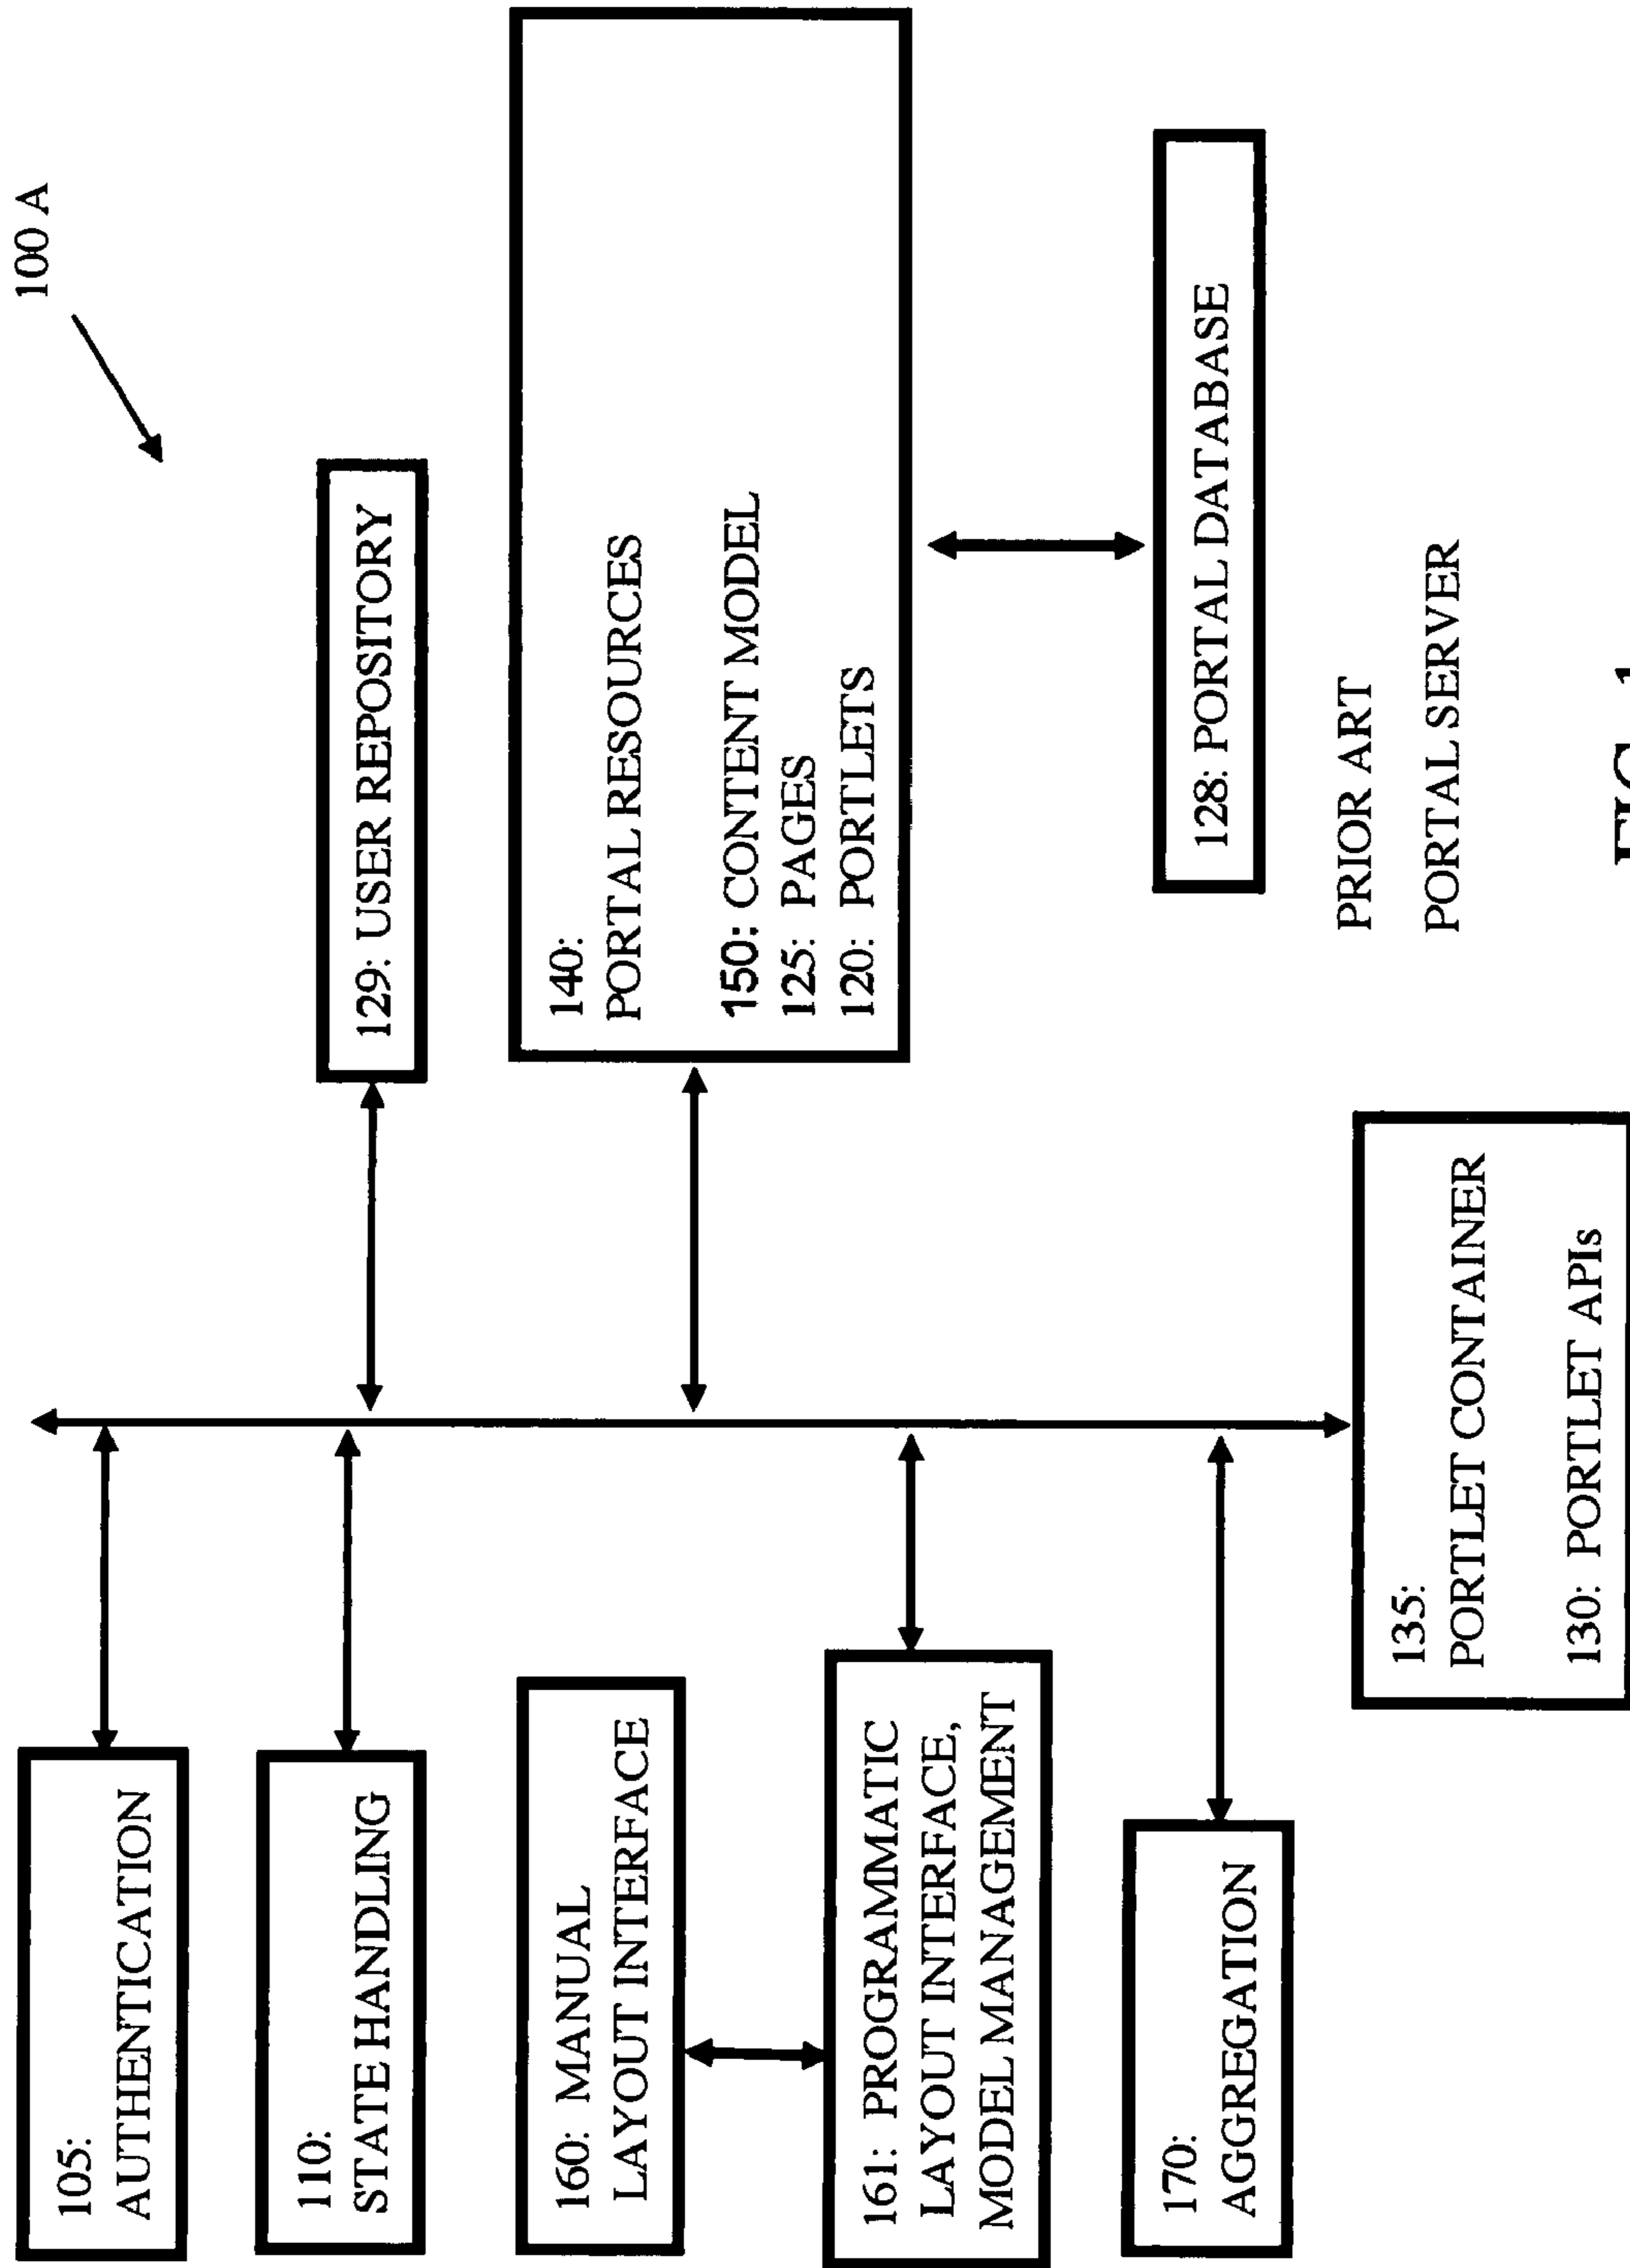 100 A
105:
AUTHENTICATION
110:
STATE HANDLING
160: MANUAL
LAYOUT INTERFACE
161: PROGRAMMATIC
LAYOUT INTERFACE,
MODEL MANAGEMENT
170:
AGGREGATION
129: USER REPOSITORY
140:
PORTAL RESOURCES
150: CONTENT MODEL
125: PAGES
120: PORTLETS
128: PORTAL DATABASE
135:
PORTLET CONTAINER
130: PORTLET APIs
PRIOR ART
PORTAL SERVER